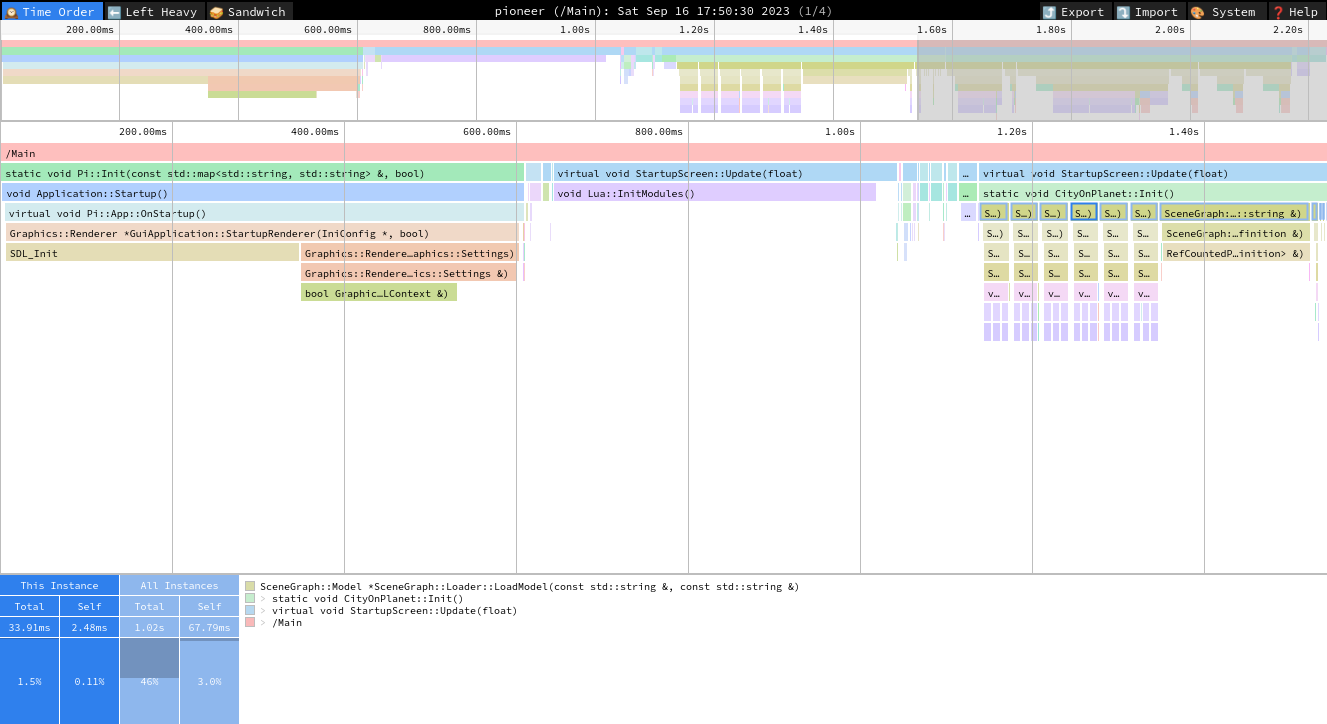 Time Order Left Heavy Sandwich pioneer (/Main): Sat Sep 16 17:50:30 2023 (1/4) Export Import System Help
200.00ms 400.00ms 600.00ms 800.00ms 1.00s 1.20s 1.40s 1.60s 1.80s 2.00s 2.20s
200.00ms 400.00ms 600.00ms 800.00ms 1.00s 1.20s 1.40s
/Main
static void Pi::Init(const std::map<std::string, std::string> &, bool) virtual void StartupScreen::Update(float) … virtual void StartupScreen::Update(float)
void Application::Startup() void Lua::InitModules() … static void CityOnPlanet::Init()
virtual void Pi::App::OnStartup() … S…) S…) S…) S…) S…) S…) SceneGraph:…::string &)
Graphics::Renderer *GuiApplication::StartupRenderer(IniConfig *, bool) S…) S… S…) S… S… S… SceneGraph:…finition &)
SDL_Init Graphics::Rendere…aphics::Settings) S… S… S… S… S… S… RefCountedP…inition> &)
Graphics::Rendere…ics::Settings &) S… S… S… S… S… S…
bool Graphic…LContext &) v… v… v… v… v… v…
This Instance All Instances
Total Self Total Self
33.91ms 2.48ms 1.02s 67.79ms
1.5% 0.11% 46% 3.0%
SceneGraph::Model *SceneGraph::Loader::LoadModel(const std::string &, const std::string &)
> static void CityOnPlanet::Init()
> virtual void StartupScreen::Update(float)
> /Main